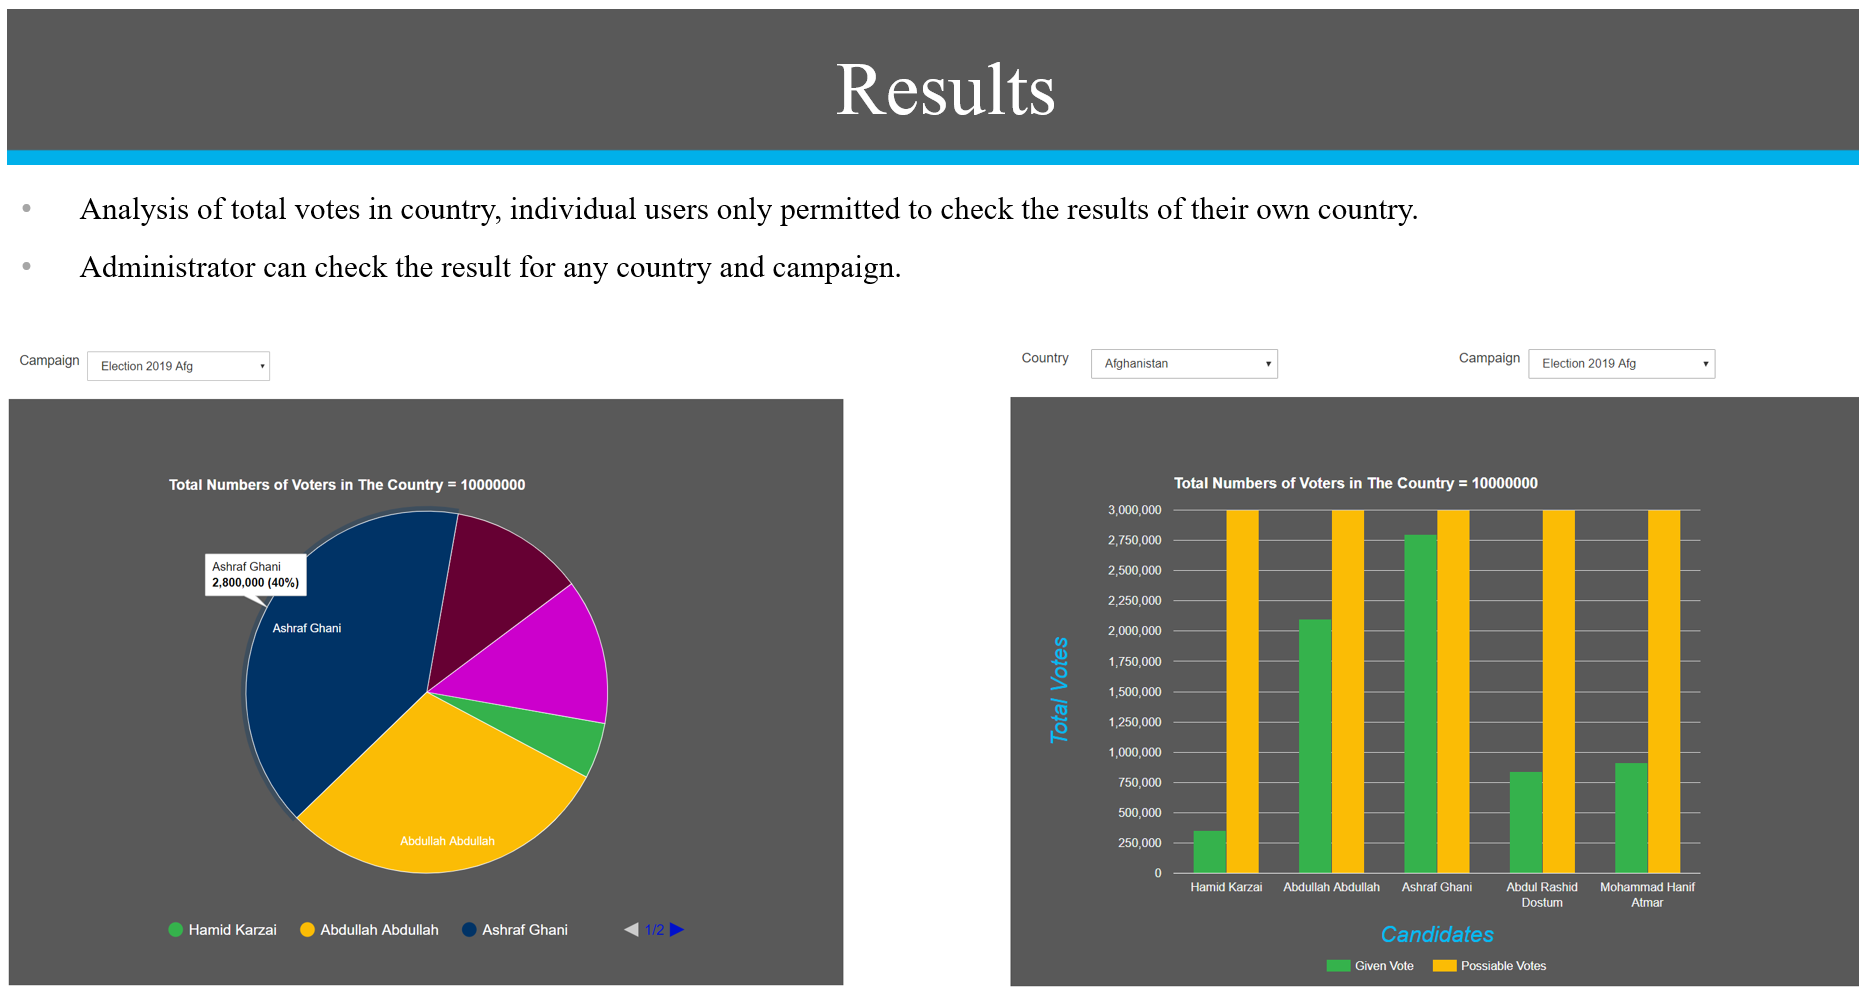 Results
• Analysis of total votes in country, individual users only permitted to check the results of their own country.
• Administrator can check the result for any country and campaign.
Campaign
Election 2019 Afg
Total Numbers of Voters in The Country = 10000000
Ashraf Ghani
2,800,000 (40%)
Ashraf Ghani
Abdullah Abdullah
Hamid Karzai
Abdullah Abdullah
Ashraf Ghani
1/2
Country
Afghanistan
Campaign
Election 2019 Afg
Total Numbers of Voters in The Country = 10000000
Total Votes
3,000,000
2,750,000
2,500,000
2,250,000
2,000,000
1,750,000
1,500,000
1,250,000
1,000,000
750,000
500,000
250,000
0
Hamid Karzai
Abdullah Abdullah
Ashraf Ghani
Abdul Rashid
Dostum
Mohammad Hanif
Atmar
Candidates
Given Vote
Possiable Votes